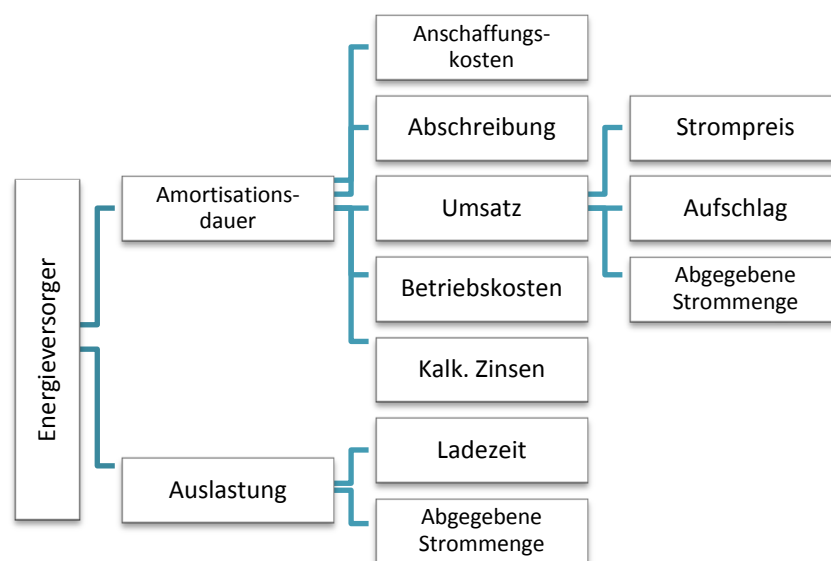 Energieversorger
Amortisations-
dauer
Anschaffungs-
kosten
Abschreibung
Umsatz
Strompreis
Aufschlag
Abgegebene
Strommenge
Betriebskosten
Kalk. Zinsen
Auslastung
Ladezeit
Abgegebene
Strommenge